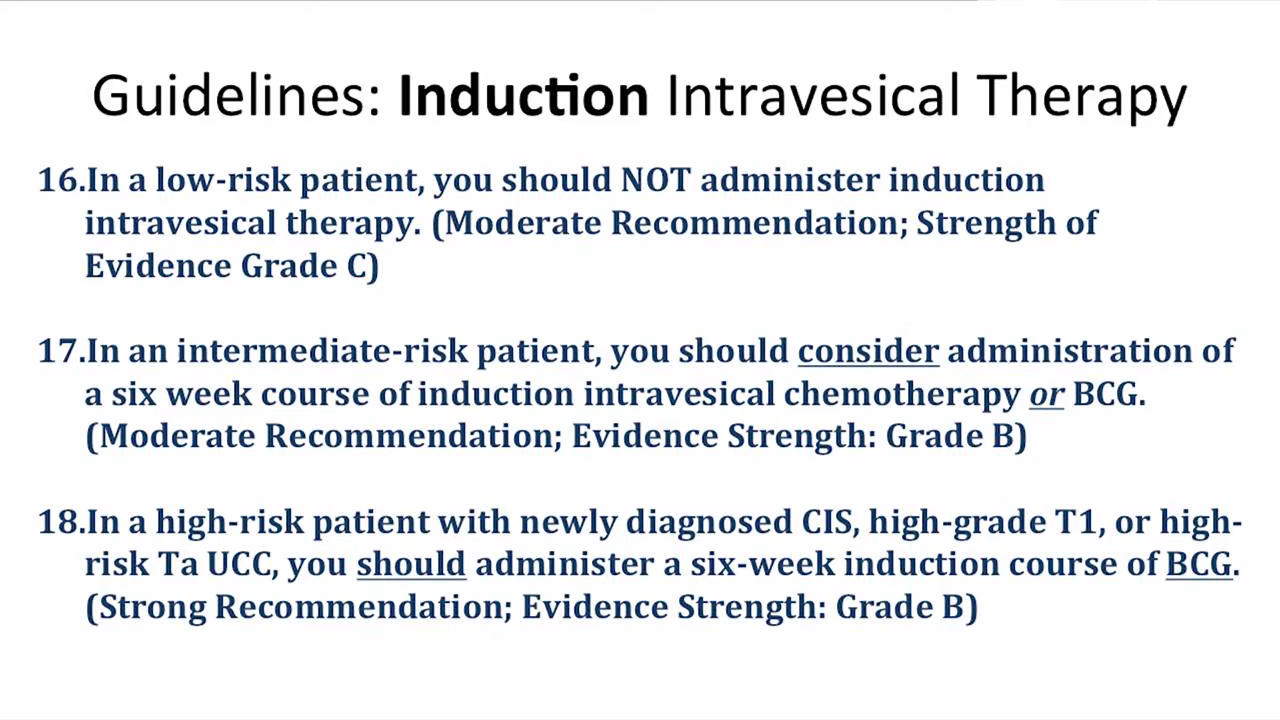 Guidelines: Induction Intravesical Therapy
16.In a low-risk patient, you should NOT administer induction
intravesical therapy. (Moderate Recommendation; Strength of
Evidence Grade C)
17.In an intermediate-risk patient, you should consider administration of
a six week course of induction intravesical chemotherapy or BCG.
(Moderate Recommendation; Evidence Strength: Grade B)
18.In a high-risk patient with newly diagnosed CIS, high-grade T1, or high-
risk Ta UCC, you should administer a six-week induction course of BCG.
(Strong Recommendation; Evidence Strength: Grade B)